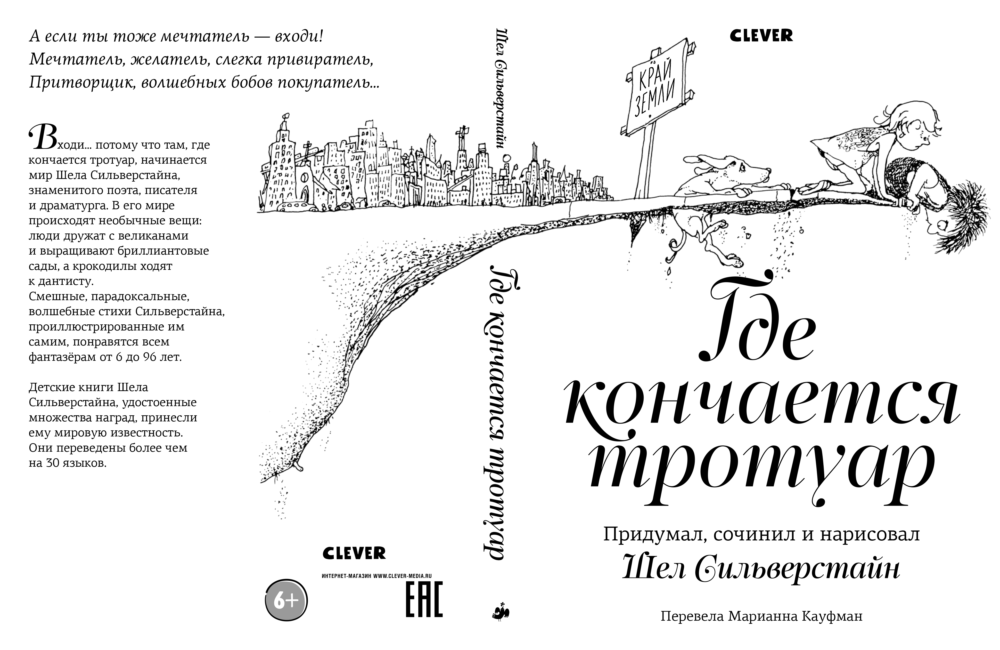 А если ты тоже мечтатель — входи!
Мечтатель, желатель, слегка привиратель,
Притворщик, волшебных бобов покупатель...
Входи... потому что там, где
кончается тротуар, начинается
мир Шела Сильверстайна,
знаменитого поэта, писателя
и драматурга. В его мире
происходят необычные вещи:
люди дружат с великанами
и выращивают бриллиантовые
сады, а крокодилы ходят
к дантисту.
Смешные, парадоксальные,
волшебные стихи Сильверстайна,
проиллюстрированные им
самим, понравятся всем
фантазёрам от 6 до 96 лет.
Детские книги Шела
Сильверстайна, удостоенные
множества наград, принесли
ему мировую известность.
Они переведены более чем
на 30 языков.
CLEVER
ИНТЕРНЕТ-МАГАЗИН WWW.CLEVER-MEDIA.RU
6+
EAC
Шел Сильверстайн
Где кончается тротуар
CLEVER
КРАЙ
ЗЕМЛИ
Где
кончается
тротуар
Придумал, сочинил и нарисовал
Шел Сильверстайн
Перевела Марианна Кауфман